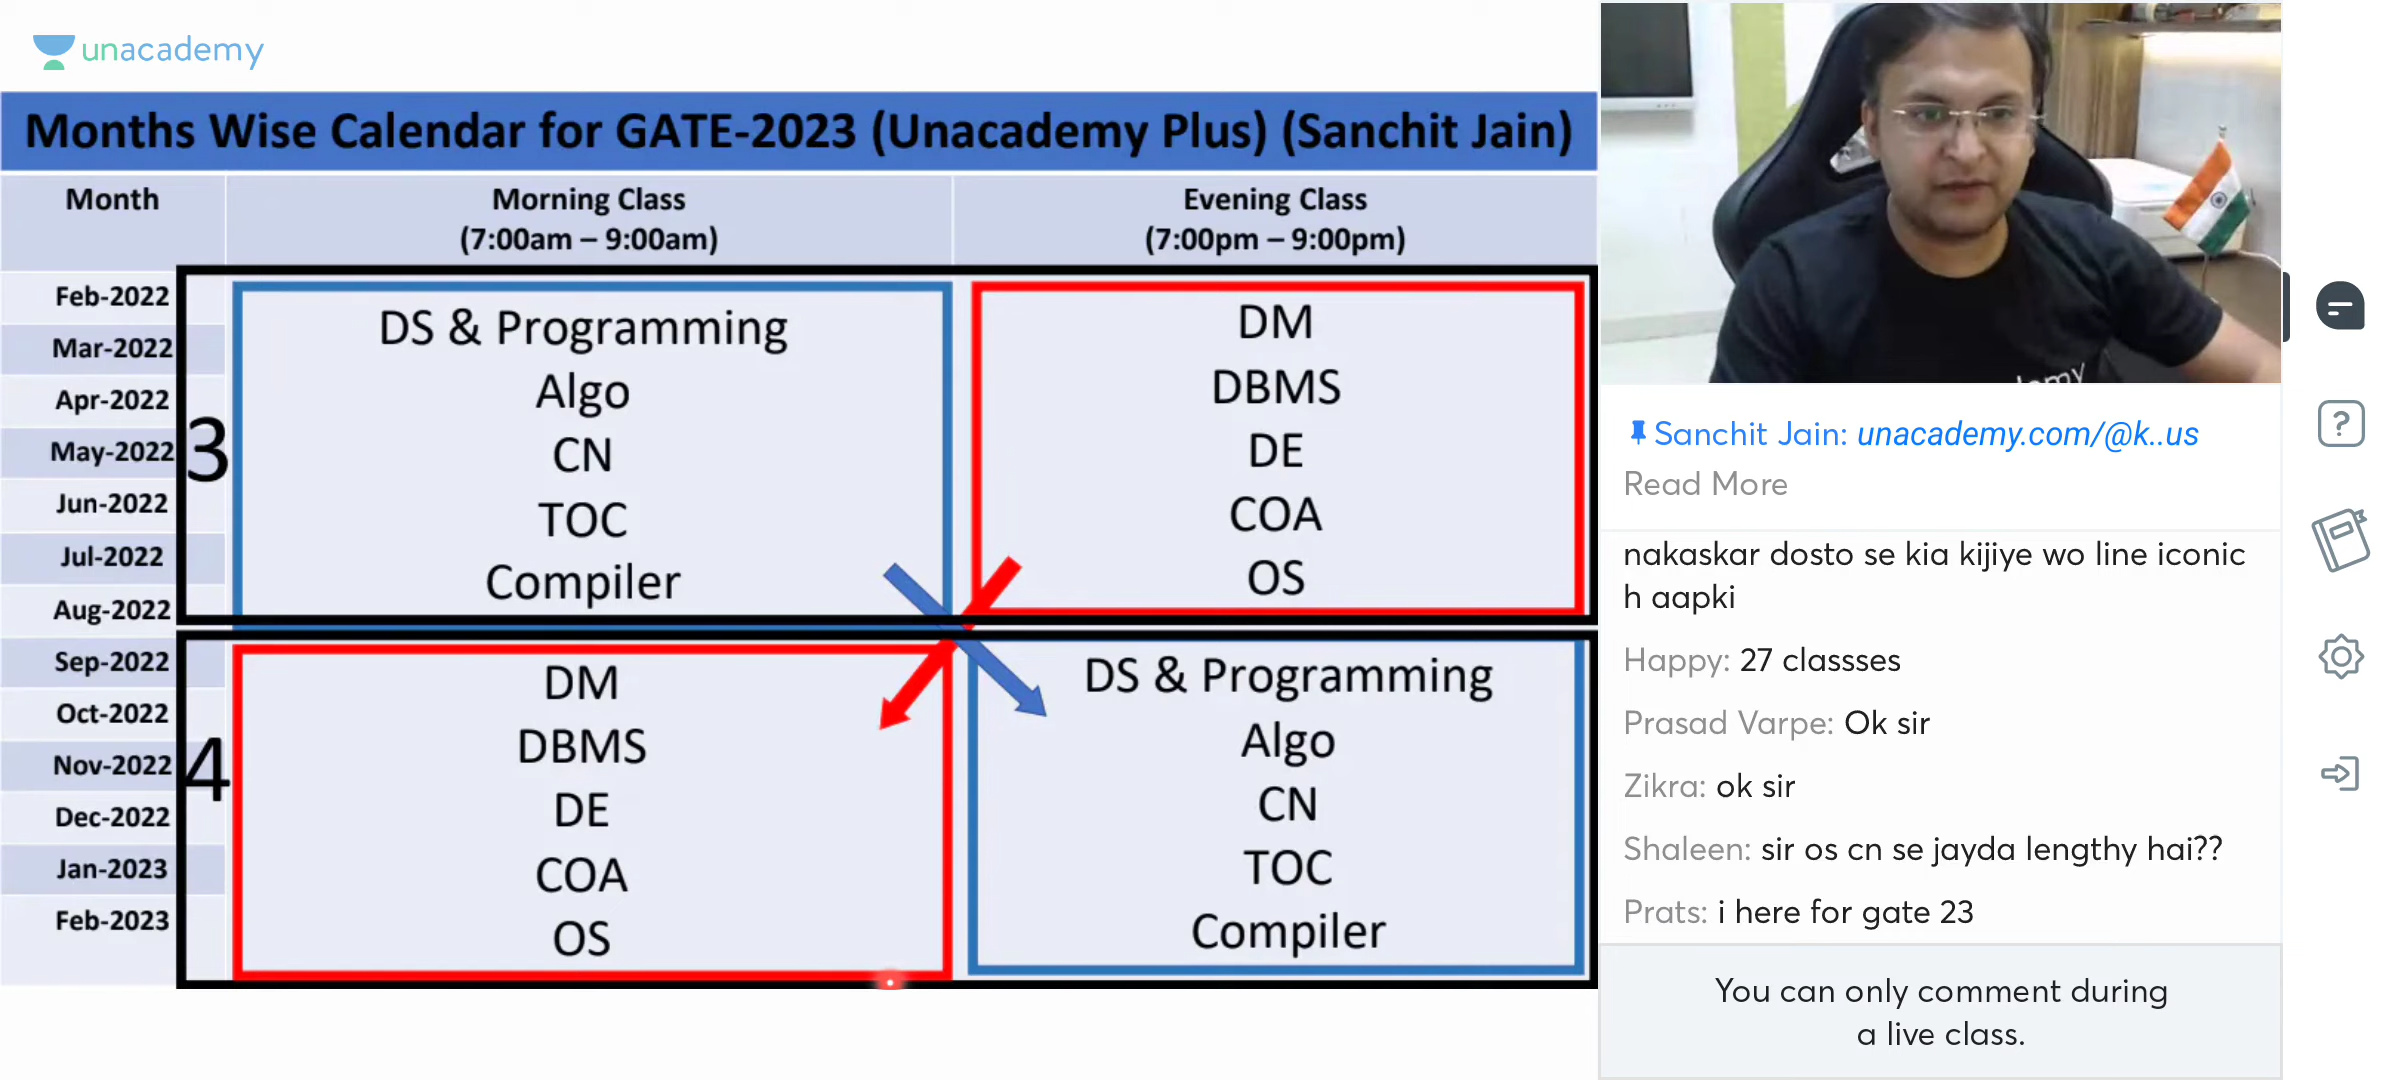 unacademy
Months Wise Calendar for GATE-2023 (Unacademy Plus) (Sanchit Jain)
Month
Morning Class
(7:00am – 9:00am)
Evening Class
(7:00pm – 9:00pm)
Feb-2022
Mar-2022
Apr-2022
May-2022
Jun-2022
Jul-2022
Aug-2022
3
DS & Programming
Algo
CN
TOC
Compiler
DM
DBMS
DE
COA
OS
Sep-2022
Oct-2022
Nov-2022
Dec-2022
Jan-2023
Feb-2023
4
DM
DBMS
DE
COA
OS
DS & Programming
Algo
CN
TOC
Compiler
Sanchit Jain: unacademy.com/@k..us
Read More
nakaskar dosto se kia kijiye wo line iconic
h aapki
Happy: 27 classses
Prasad Varpe: Ok sir
Zikra: ok sir
Shaleen: sir os cn se jayda lengthy hai??
Prats: i here for gate 23
You can only comment during
a live class.
?